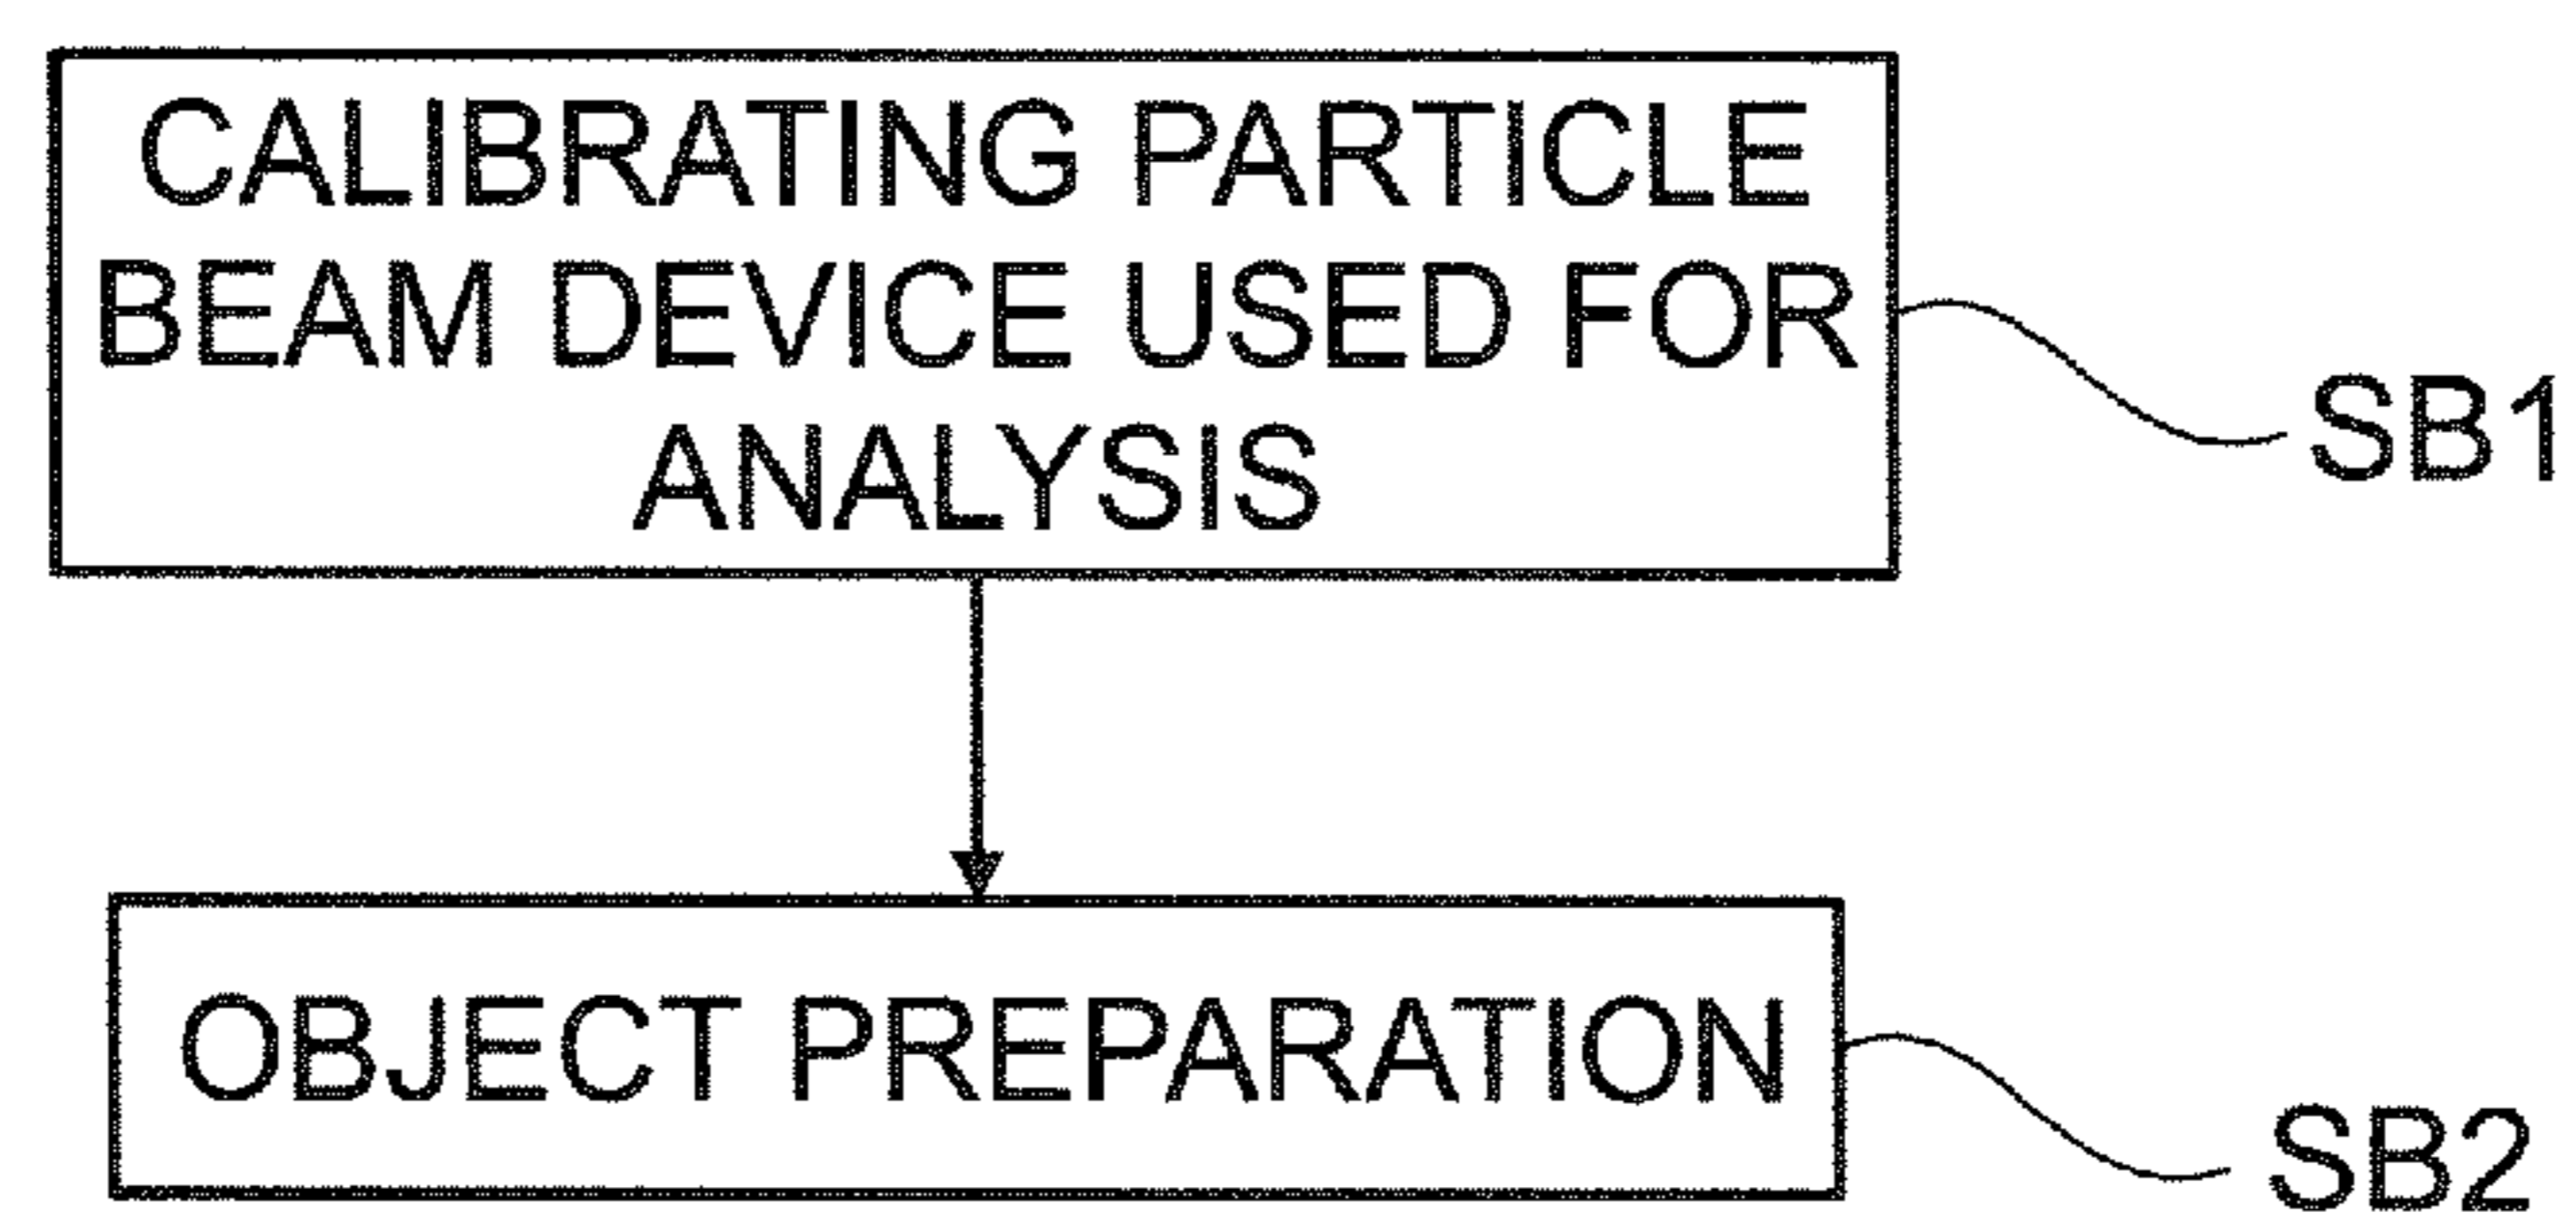 CALIBRATING PARTICLE
BEAM DEVICE USED FOR
ANALYSIS
SB1
OBJECT PREPARATION
SB2